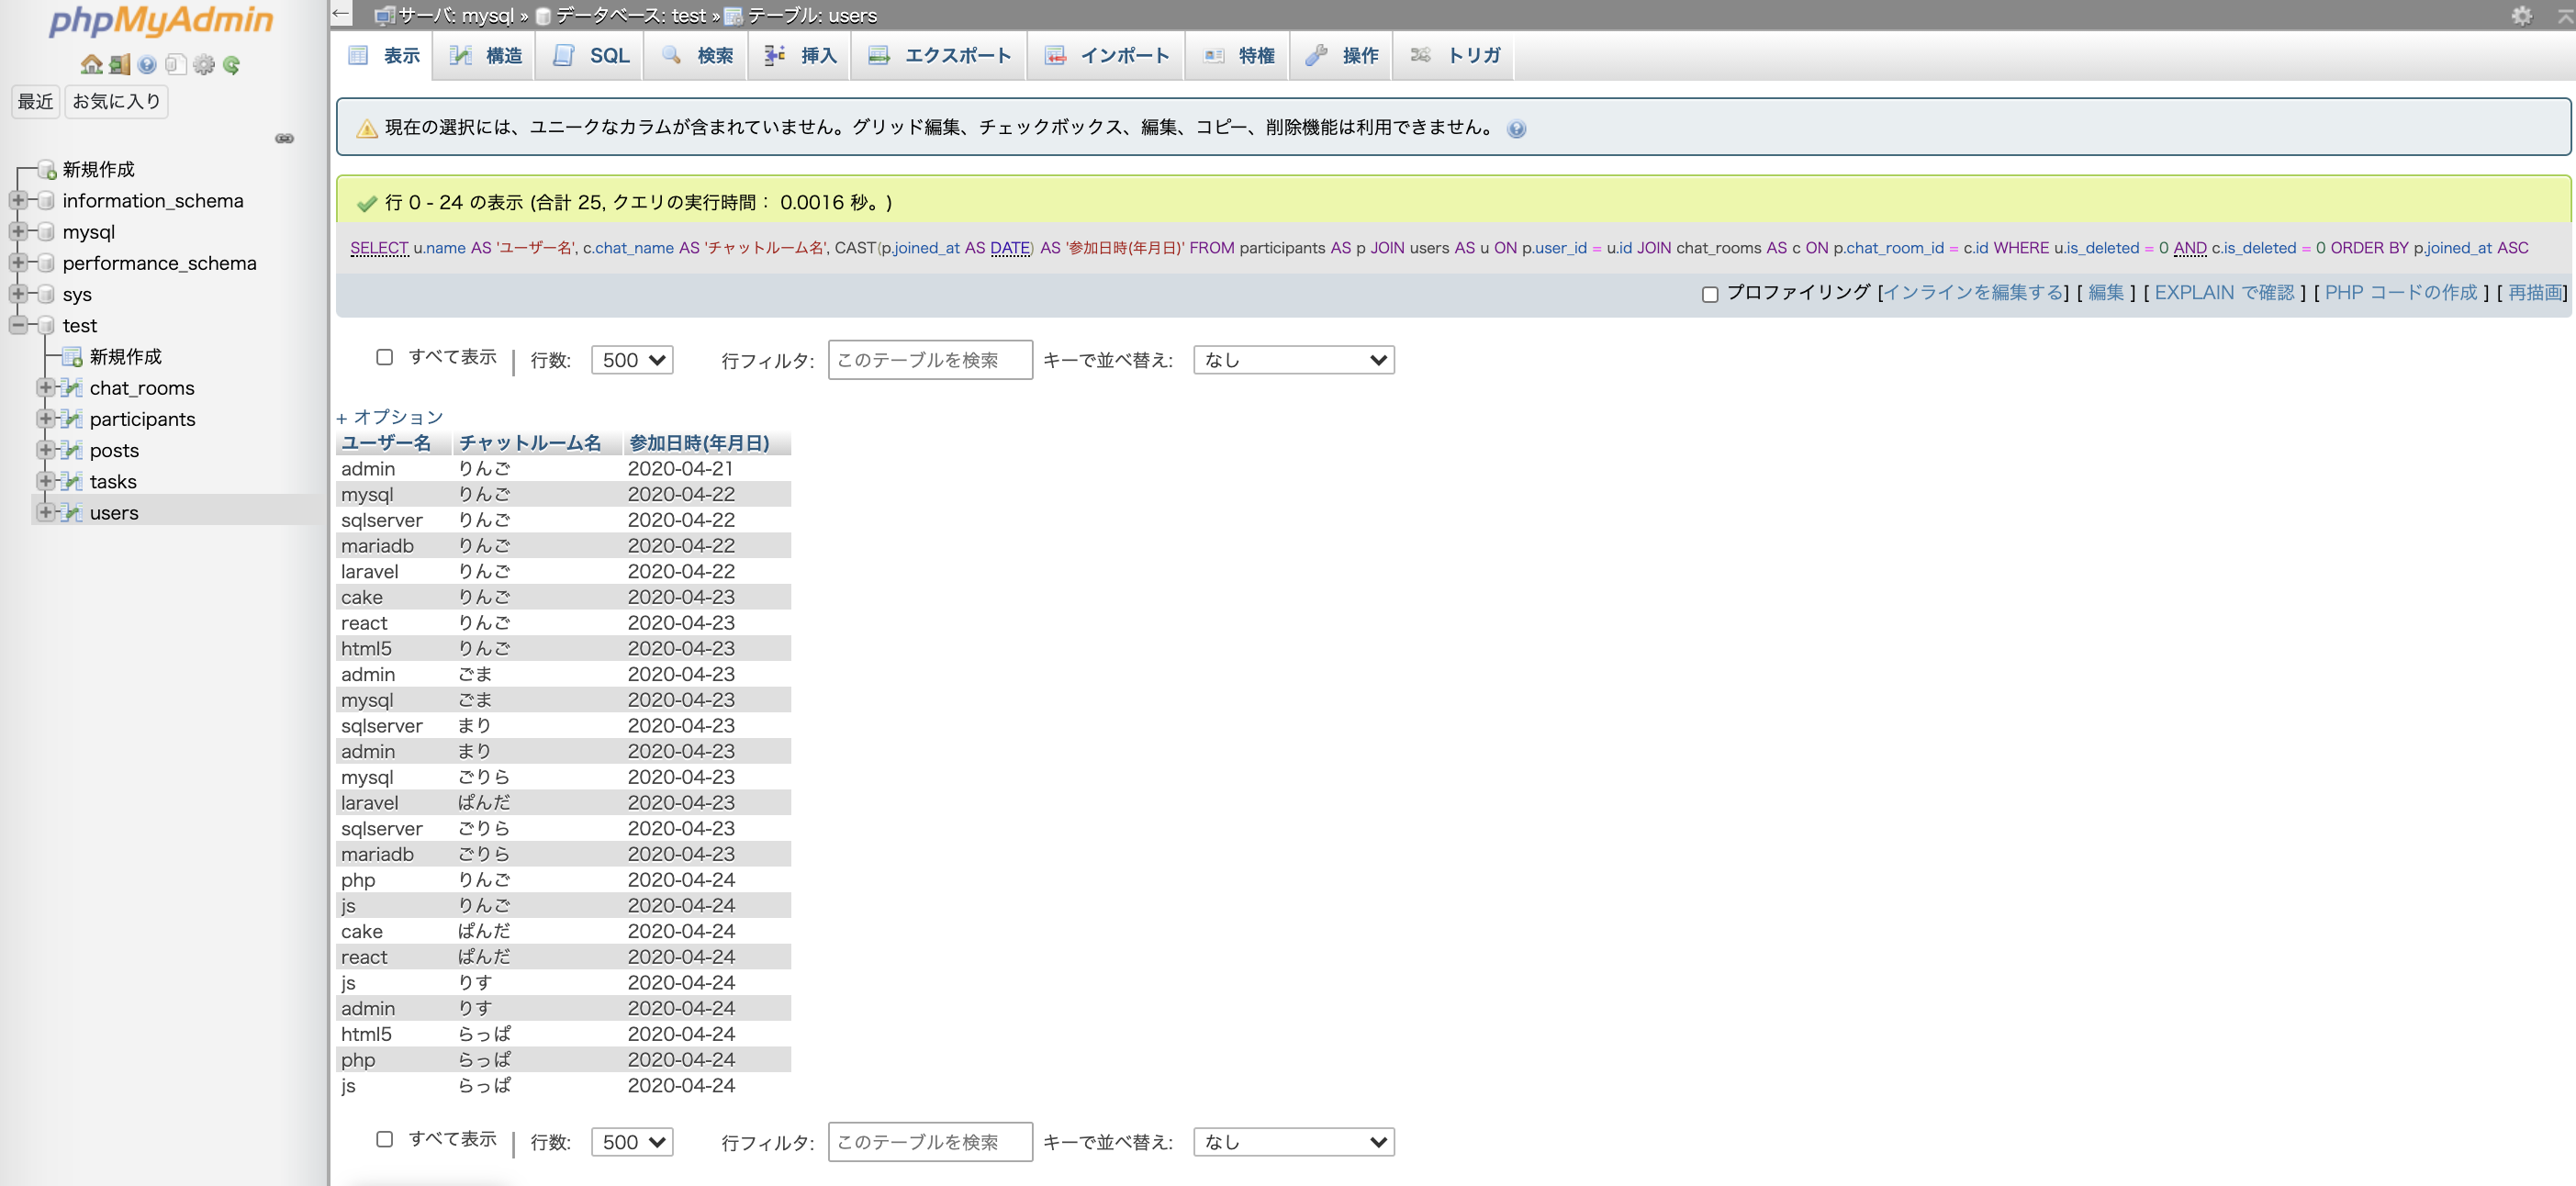 phpMyAdmin
最近 お気に入り
新規作成
information_schema
mysql
performance_schema
sys
test
新規作成
chat_rooms
participants
posts
tasks
users
サーバ: mysql » データベース: test » テーブル: users
表示 構造 SQL 検索 挿入 エクスポート インポート 特権 操作 トリガ
現在の選択には、ユニークなカラムが含まれていません。グリッド編集、チェックボックス、編集、コピー、削除機能は利用できません。
行 0 - 24 の表示 (合計 25, クエリの実行時間： 0.0016 秒。)
SELECT u.name AS 'ユーザー名', c.chat_name AS 'チャットルーム名', CAST(p.joined_at AS DATE) AS '参加日時(年月日)' FROM participants AS p JOIN users AS u ON p.user_id = u.id JOIN chat_rooms AS c ON p.chat_room_id = c.id WHERE u.is_deleted = 0 AND c.is_deleted = 0 ORDER BY p.joined_at ASC
プロファイリング [インラインを編集する] [ 編集 ] [ EXPLAIN で確認 ] [ PHP コードの作成 ] [ 再描画]
すべて表示 | 行数: 500 行フィルタ: このテーブルを検索 キーで並べ替え: なし
+ オプション
ユーザー名 チャットルーム名 参加日時(年月日)
admin りんご 2020-04-21
mysql りんご 2020-04-22
sqlserver りんご 2020-04-22
mariadb りんご 2020-04-22
laravel りんご 2020-04-22
cake りんご 2020-04-23
react りんご 2020-04-23
html5 りんご 2020-04-23
admin ごま 2020-04-23
mysql ごま 2020-04-23
sqlserver まり 2020-04-23
admin まり 2020-04-23
mysql ごりら 2020-04-23
laravel ぱんだ 2020-04-23
sqlserver ごりら 2020-04-23
mariadb ごりら 2020-04-23
php りんご 2020-04-24
js りんご 2020-04-24
cake ぱんだ 2020-04-24
react ぱんだ 2020-04-24
js りす 2020-04-24
admin りす 2020-04-24
html5 らっぱ 2020-04-24
php らっぱ 2020-04-24
js らっぱ 2020-04-24
すべて表示 | 行数: 500 行フィルタ: このテーブルを検索 キーで並べ替え: なし